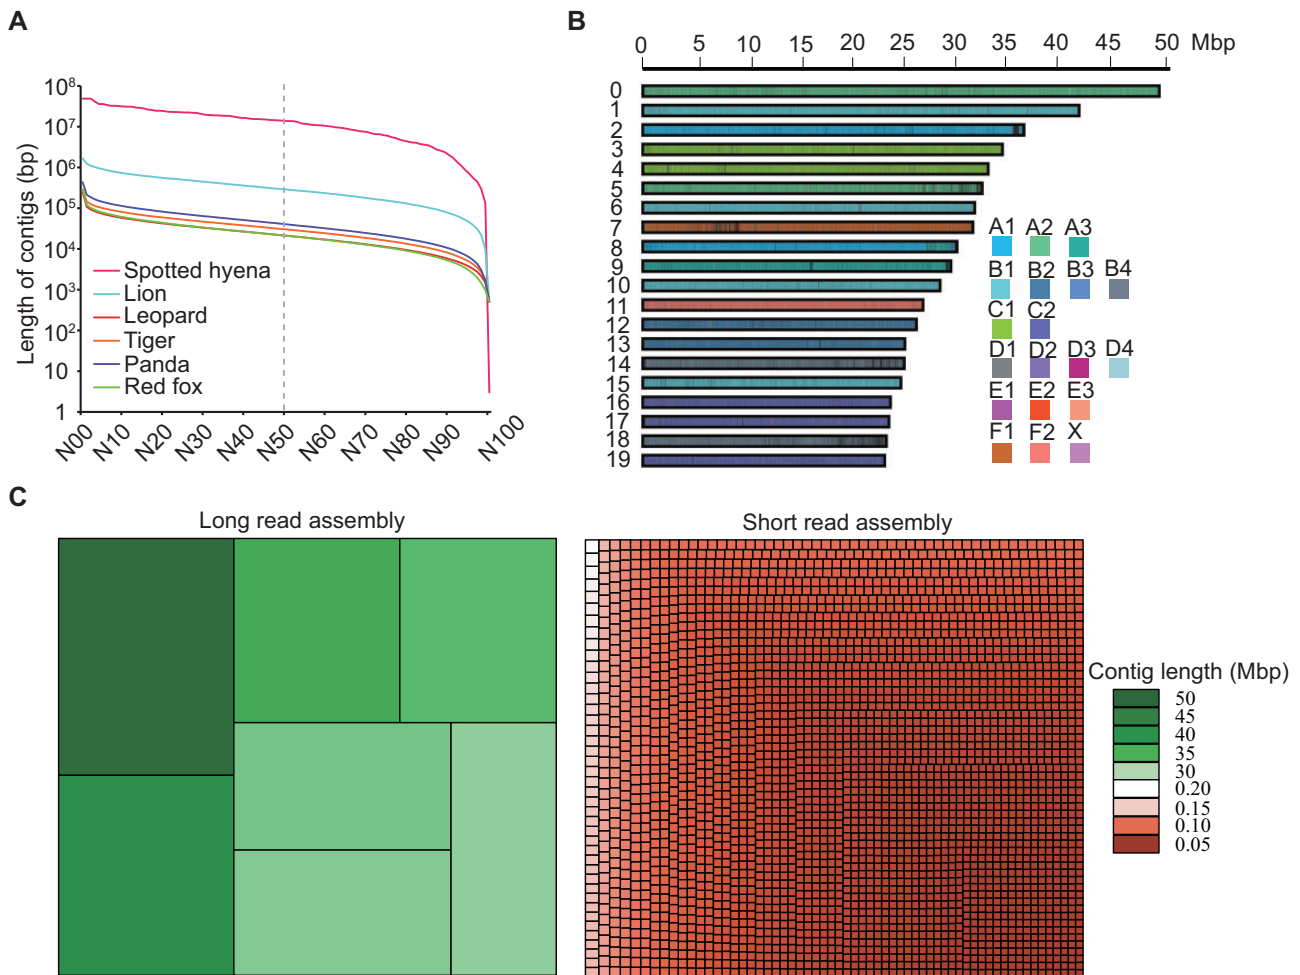 A
Length of contigs (bp)
10⁸
10⁷
10⁶
10⁵
10⁴
10³
10²
10
1
Spotted hyena
Lion
Leopard
Tiger
Panda
Red fox
N00 N10 N20 N30 N40 N50 N60 N70 N80 N90 N100
B
0 5 10 15 20 25 30 35 40 45 50 Mbp
0
1
2
3
4
5
6
7
8
9
10
11
12
13
14
15
16
17
18
19
A1 A2 A3
B1 B2 B3 B4
C1 C2
D1 D2 D3 D4
E1 E2 E3
F1 F2 X
C
Long read assembly
Short read assembly
Contig length (Mbp)
50
45
40
35
30
0.20
0.15
0.10
0.05